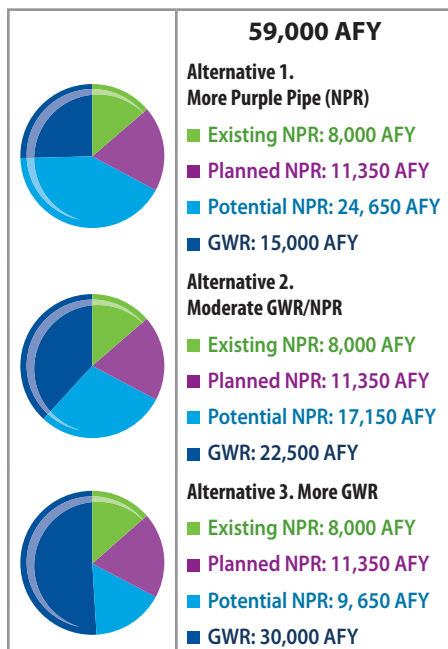 59,000 AFY
Alternative 1.
More Purple Pipe (NPR)
Existing NPR: 8,000 AFY
Planned NPR: 11,350 AFY
Potential NPR: 24, 650 AFY
GWR: 15,000 AFY
Alternative 2.
Moderate GWR/NPR
Existing NPR: 8,000 AFY
Planned NPR: 11,350 AFY
Potential NPR: 17,150 AFY
GWR: 22,500 AFY
Alternative 3. More GWR
Existing NPR: 8,000 AFY
Planned NPR: 11,350 AFY
Potential NPR: 9, 650 AFY
GWR: 30,000 AFY